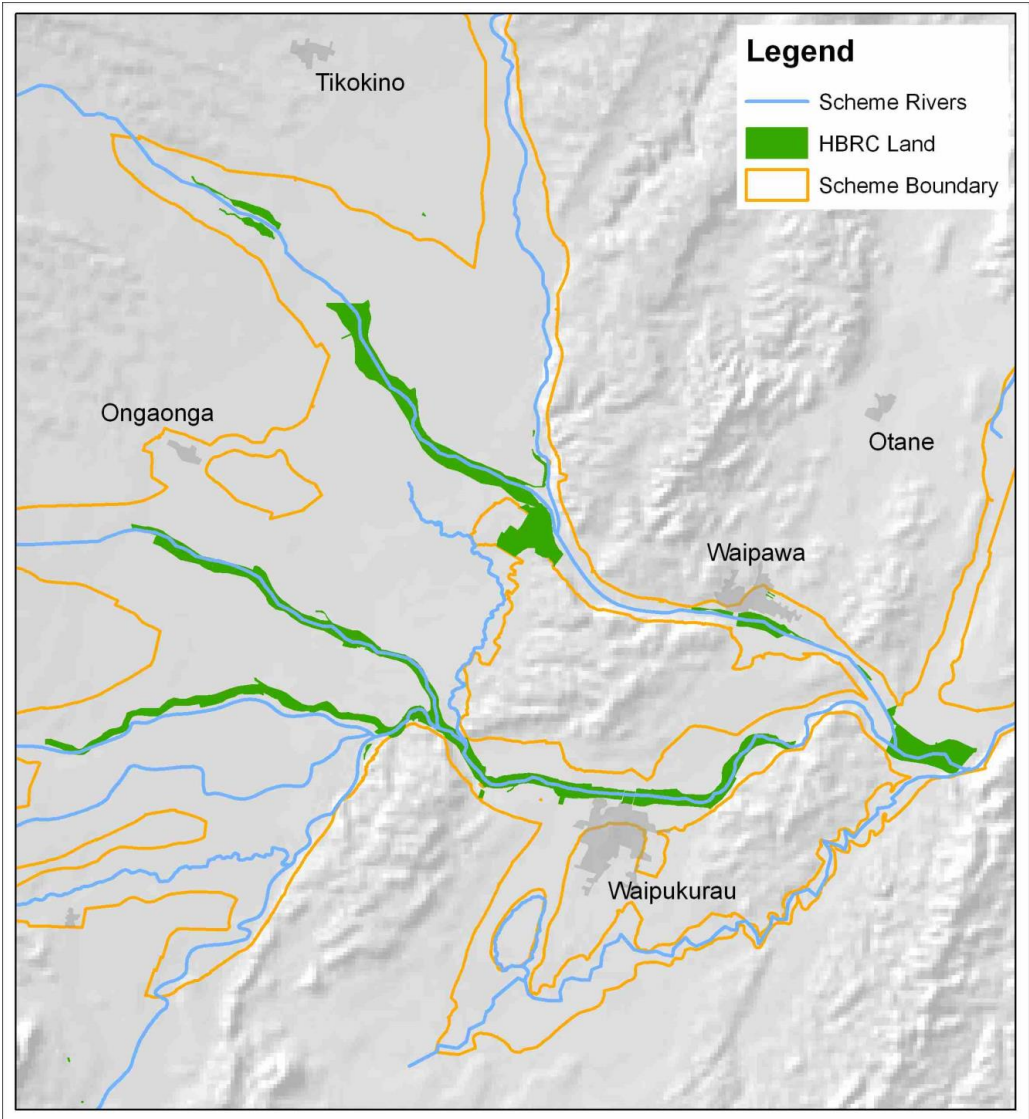 Legend
Scheme Rivers
HBRC Land
Scheme Boundary
Tikokino
Ongaonga
Otane
Waipawa
Waipukurau